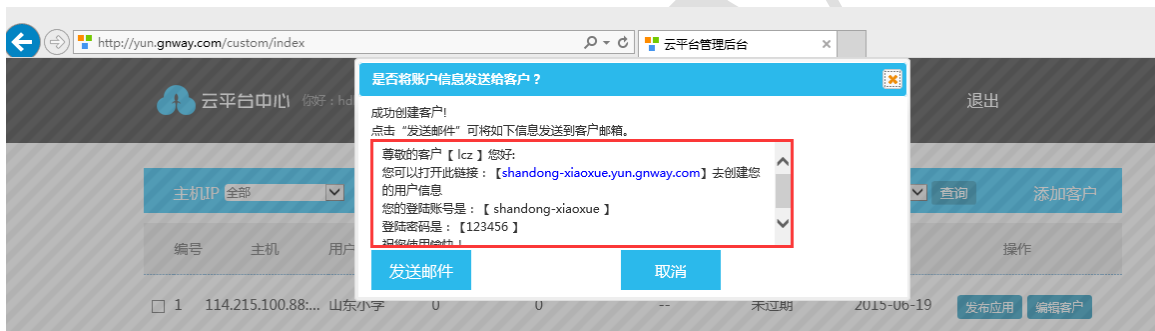 http://yun.gnway.com/custom/index
云平台管理后台
云平台中心 你好：hd
退出
是否将账户信息发送给客户？
成功创建客户!
点击“发送邮件”可将如下信息发送到客户邮箱。
尊敬的客户【 lcz 】您好:
您可以打开此链接：【shandong-xiaoxue.yun.gnway.com】去创建您
的用户信息
您的登陆账号是：【 shandong-xiaoxue 】
登陆密码是：【123456 】
祝您使用愉快！
发送邮件 取消
主机IP 全部 查询 添加客户
编号 主机 用户 操作
1 114.215.100.88:... 山东小学 0 0 -- 未过期 2015-06-19 发布应用 编辑客户